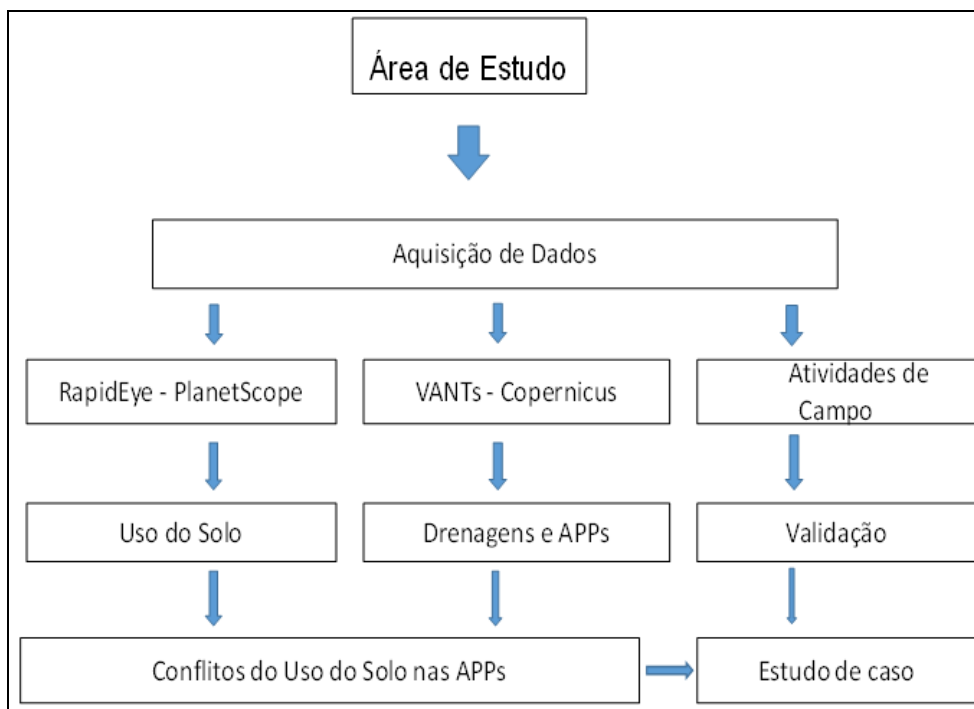 Área de Estudo
Aquisição de Dados
RapidEye - PlanetScope
VANTs - Copernicus
Atividades de
Campo
Uso do Solo
Drenagens e APPs
Validação
Conflitos do Uso do Solo nas APPs
Estudo de caso